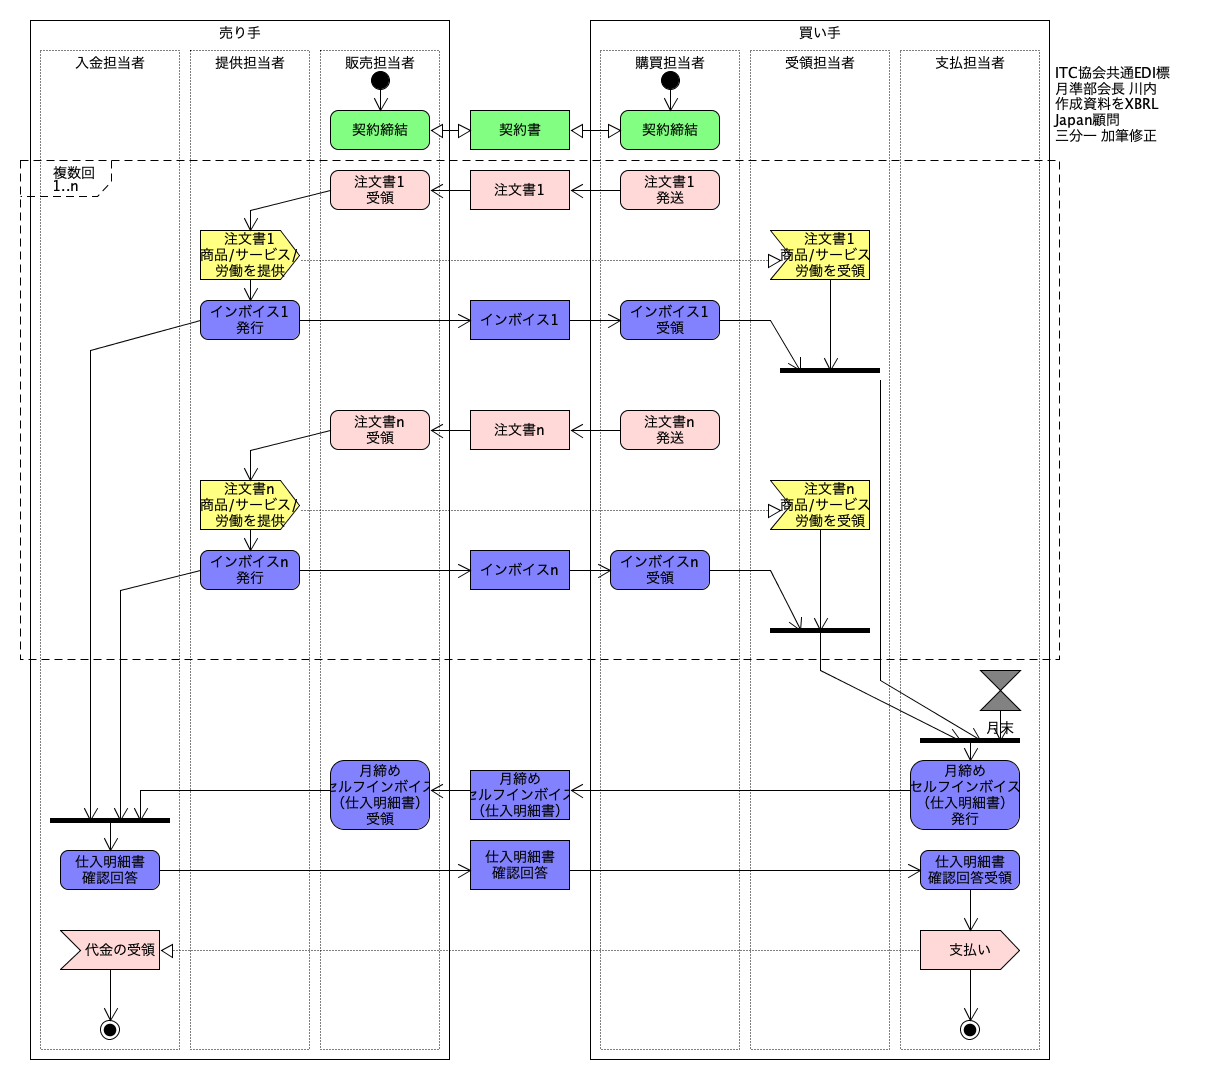 売り手
買い手
入金担当者
提供担当者
販売担当者
購買担当者
受領担当者
支払担当者
ITC協会共通EDI標
月準部会長 川内
作成資料をXBRL
Japan顧問
三分一 加筆修正
契約締結
契約書
契約締結
複数回
1..n
注文書1
受領
注文書1
注文書1
発送
注文書1
商品/サービス/
労働を提供
注文書1
商品/サービス
労働を受領
インボイス1
発行
インボイス1
インボイス1
受領
注文書n
受領
注文書n
注文書n
発送
注文書n
商品/サービス/
労働を提供
注文書n
商品/サービス
労働を受領
インボイスn
発行
インボイスn
インボイスn
受領
月末
月締め
セルフインボイス
（仕入明細書）
受領
月締め
セルフインボイス
（仕入明細書）
月締め
セルフインボイス
（仕入明細書）
発行
仕入明細書
確認回答
仕入明細書
確認回答
仕入明細書
確認回答受領
代金の受領
支払い